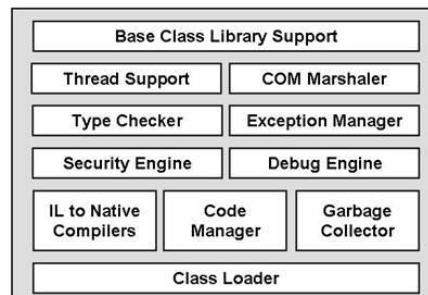 Base Class Library Support
Thread Support
COM Marshaler
Type Checker
Exception Manager
Security Engine
Debug Engine
IL to Native
Compilers
Code
Manager
Garbage
Collector
Class Loader